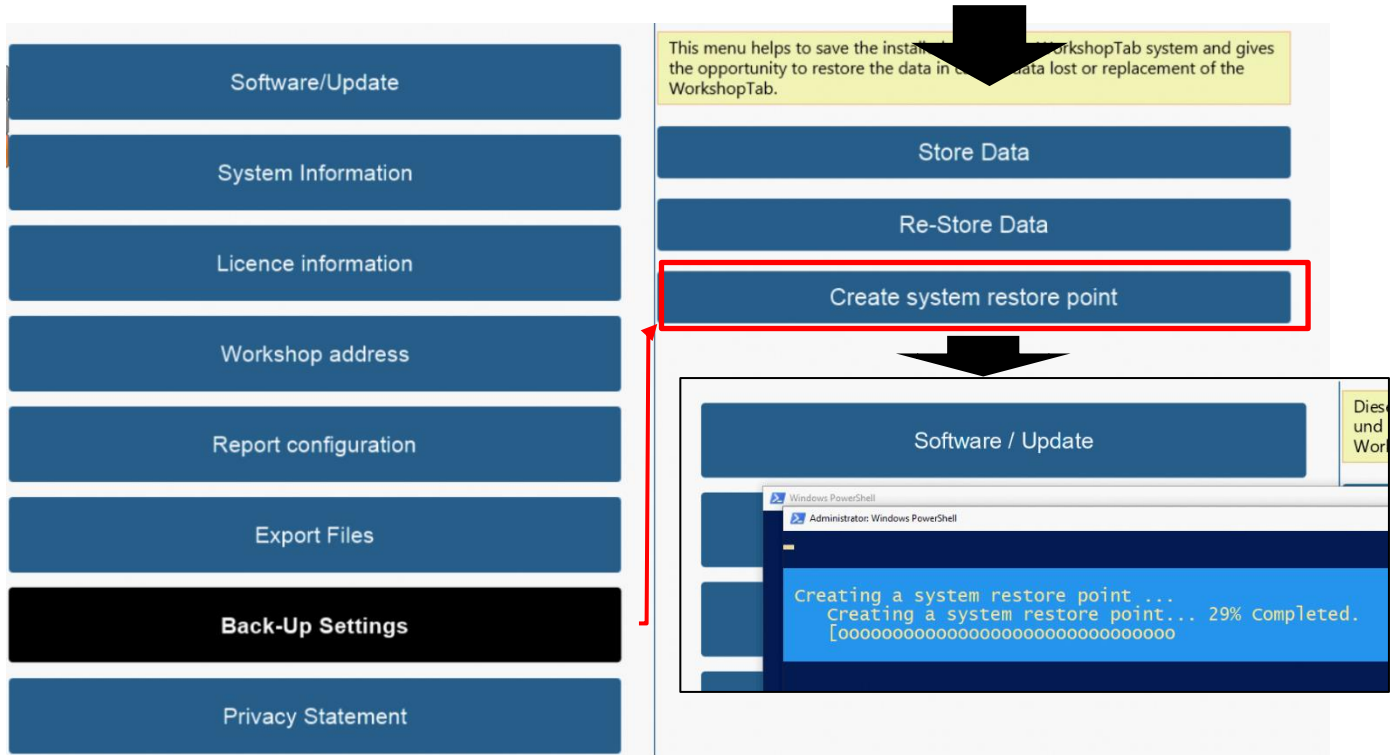 Software/Update
System Information
Licence information
Workshop address
Report configuration
Export Files
Back-Up Settings
Privacy Statement
This menu helps to save the install WorkshopTab system and gives
the opportunity to restore the data in data lost or replacement of the
WorkshopTab.
Store Data
Re-Store Data
Create system restore point
Software / Update
Diese
und
Work
Windows PowerShell
Administrator: Windows PowerShell
Creating a system restore point ...
Creating a system restore point... 29% Completed.
[oooooooooooooooooooooooooooooooo